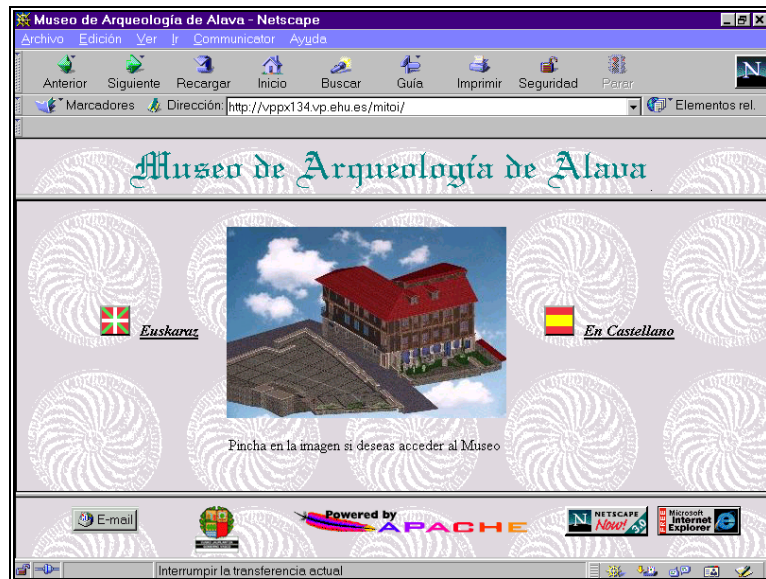 Museo de Arqueología de Alava - Netscape
Archivo Edición Ver Ir Communicator Ayuda
Anterior Siguiente Recargar Inicio Buscar Guía Imprimir Seguridad Parar
N
Marcadores Dirección: http://vppx134.vp.ehu.es/mitoi/ Elementos rel.
Museo de Arqueología de Alava
Euskaraz
En Castellano
Pincha en la imagen si deseas acceder al Museo
E-mail
Powered by
APACHE
N NETSCAPE
Now! 3.0
FREE Microsoft
Internet
Explorer
Interrumpir la transferencia actual